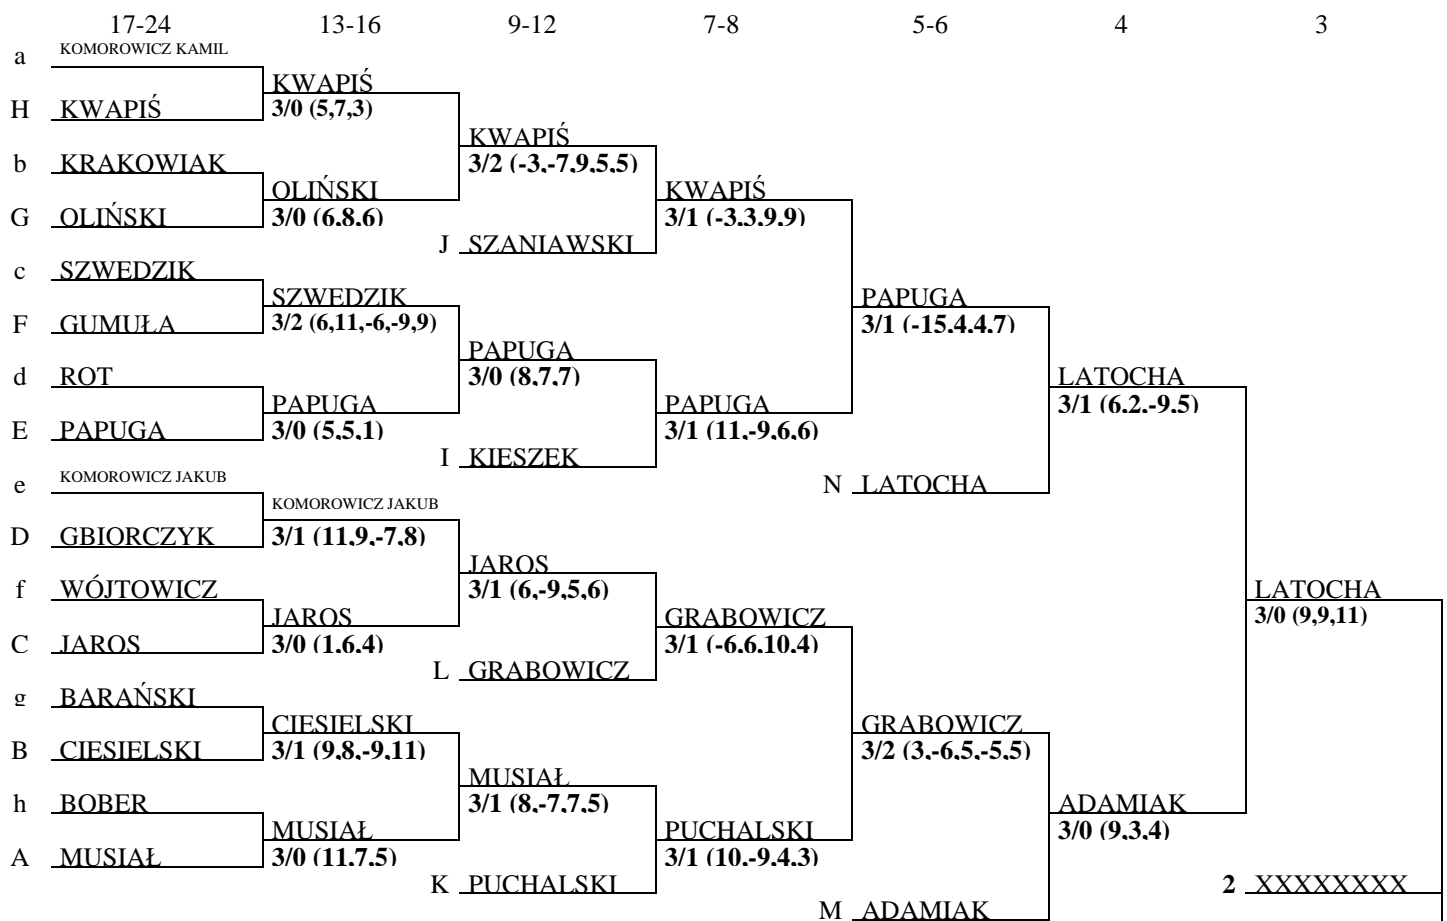 17-24 13-16 9-12 7-8 5-6 4 3
a KOMOROWICZ KAMIL
KWAPIŚ
H KWAPIŚ 3/0 (5,7,3)
KWAPIŚ
b KRAKOWIAK 3/2 (-3,-7,9,5,5)
OLIŃSKI KWAPIŚ
G OLIŃSKI 3/0 (6,8,6) 3/1 (-3,3,9,9)
J SZANIAWSKI
c SZWEDZIK
SZWEDZIK PAPUGA
F GUMUŁA 3/2 (6,11,-6,-9,9) 3/1 (-15,4,4,7)
PAPUGA
d ROT 3/0 (8,7,7) LATOCHA
PAPUGA PAPUGA 3/1 (6,2,-9,5)
E PAPUGA 3/0 (5,5,1) 3/1 (11,-9,6,6)
I KIESZEK
e KOMOROWICZ JAKUB N LATOCHA
KOMOROWICZ JAKUB
D GBIORCZYK 3/1 (11,9,-7,8)
JAROS
f WÓJTOWICZ 3/1 (6,-9,5,6) LATOCHA
JAROS GRABOWICZ 3/0 (9,9,11)
C JAROS 3/0 (1,6,4) 3/1 (-6,6,10,4)
L GRABOWICZ
g BARAŃSKI
CIESIELSKI GRABOWICZ
B CIESIELSKI 3/1 (9,8,-9,11) 3/2 (3,-6,5,-5,5)
MUSIAŁ
h BOBER 3/1 (8,-7,7,5) ADAMIAK
MUSIAŁ PUCHALSKI 3/0 (9,3,4)
A MUSIAŁ 3/0 (11,7,5) 3/1 (10,-9,4,3)
K PUCHALSKI 2 XXXXXXXX
M ADAMIAK